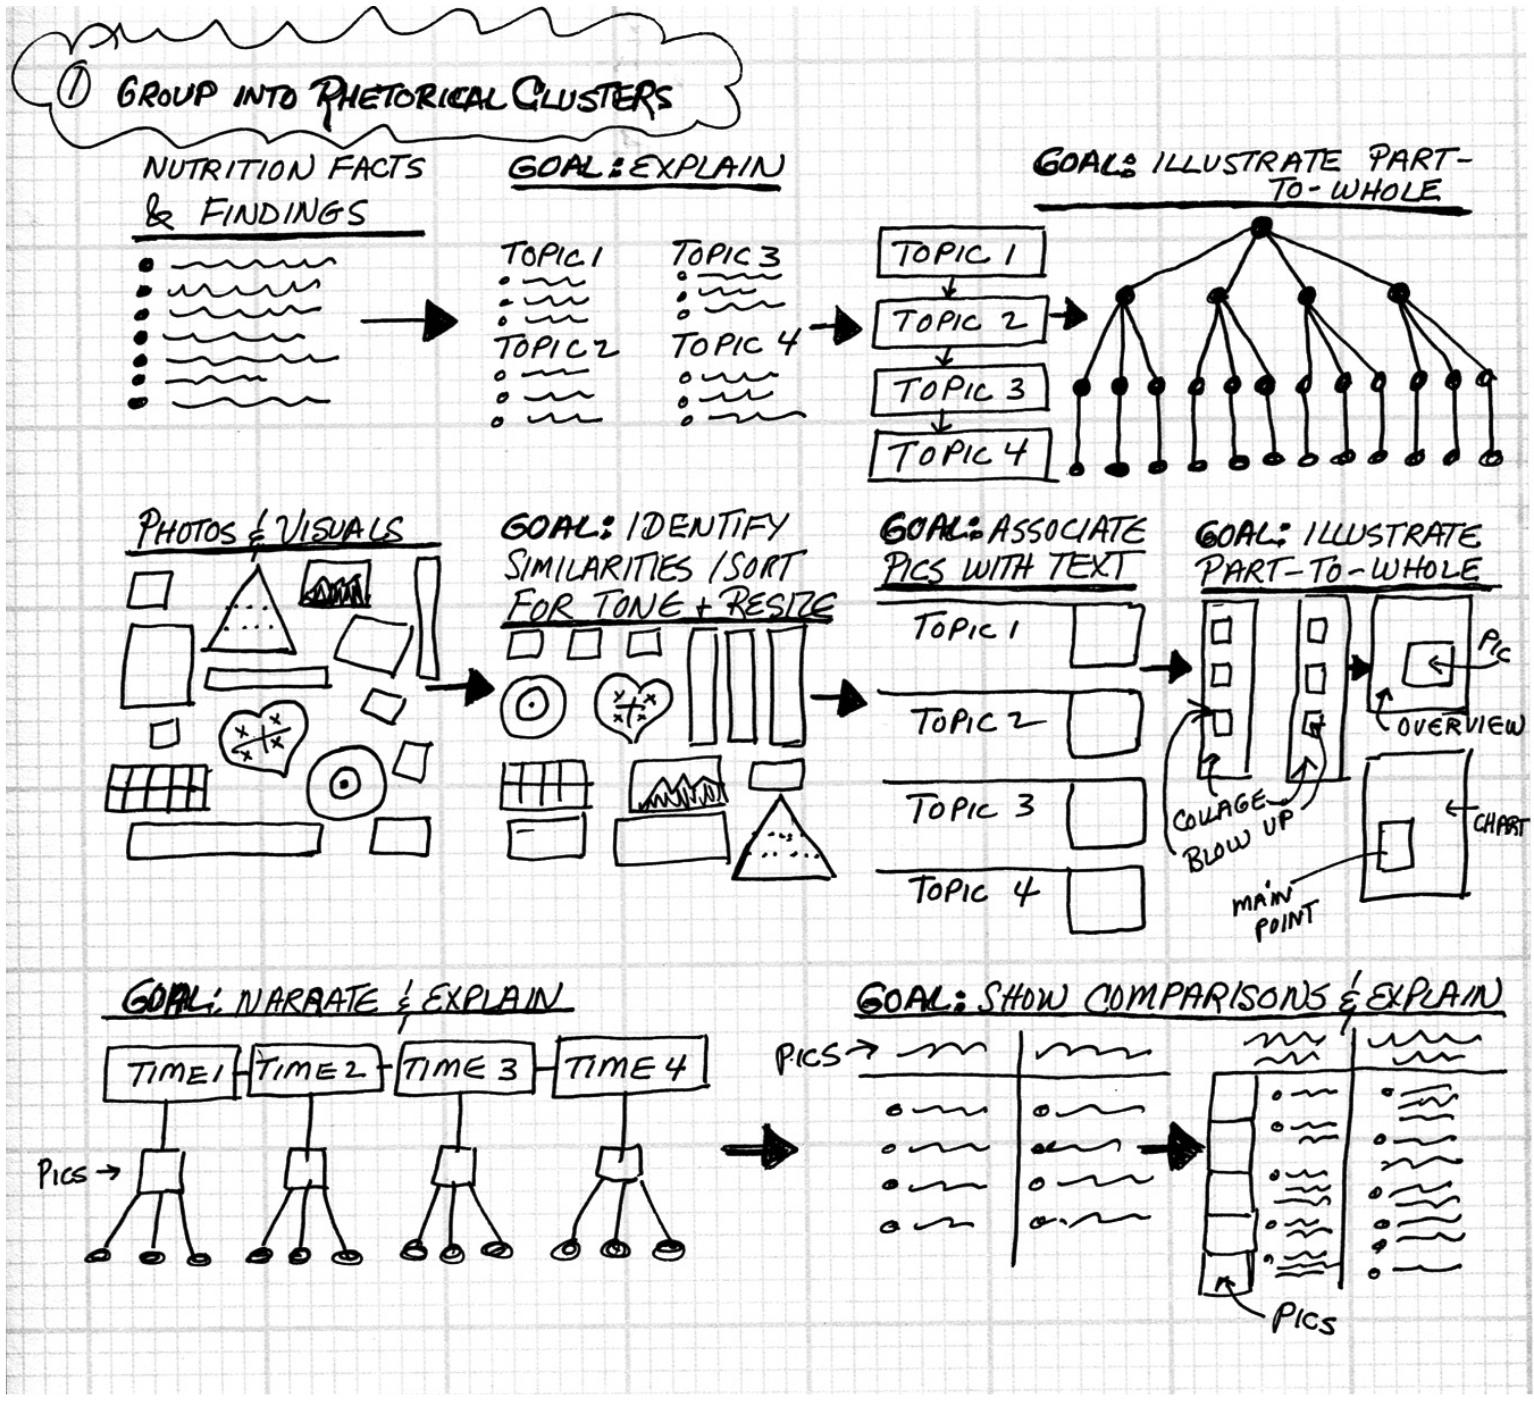 1 GROUP INTO RHETORICAL CLUSTERS
NUTRITION FACTS
& FINDINGS
GOAL: EXPLAIN
TOPIC 1
TOPIC 3
TOPIC 2
TOPIC 4
TOPIC 1
TOPIC 2
TOPIC 3
TOPIC 4
GOAL: ILLUSTRATE PART-
TO-WHOLE
PHOTOS & VISUALS
GOAL: IDENTIFY
SIMILARITIES / SORT
FOR TONE + RESIZE
GOAL: ASSOCIATE
PICS WITH TEXT
TOPIC 1
TOPIC 2
TOPIC 3
TOPIC 4
GOAL: ILLUSTRATE
PART-TO-WHOLE
PIC
OVERVIEW
COLLAGE
BLOW UP
CHART
MAIN
POINT
GOAL: NARRATE & EXPLAIN
TIME 1
TIME 2
TIME 3
TIME 4
PICS
GOAL: SHOW COMPARISONS & EXPLAIN
PICS
PICS